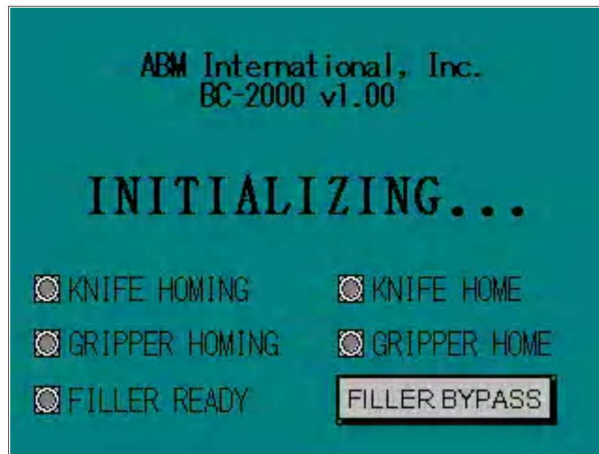 ABM International, Inc.
BC-2000 v1.00
INITIALIZING...
KNIFE HOMING
KNIFE HOME
GRIPPER HOMING
GRIPPER HOME
FILLER READY
FILLER BYPASS